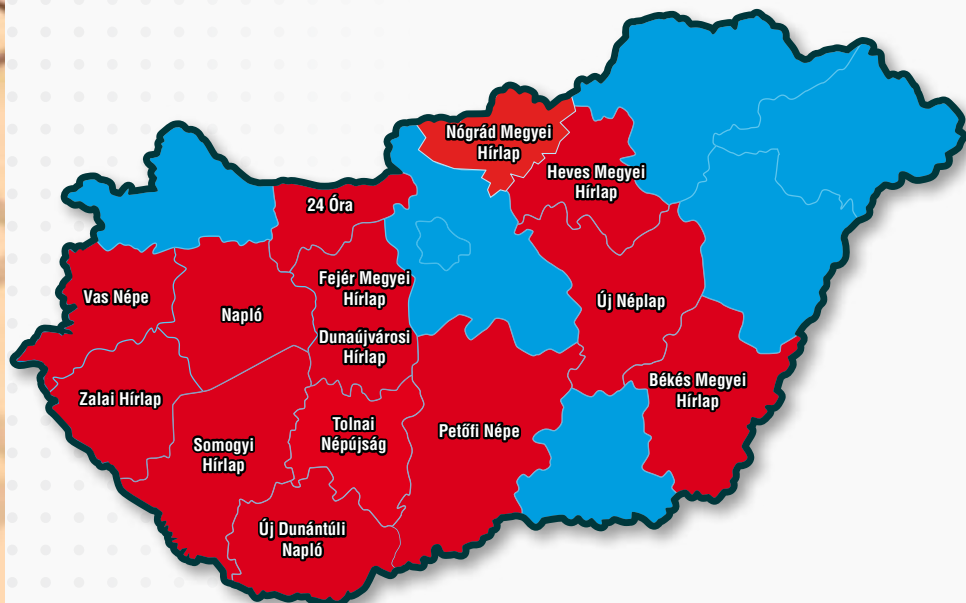 Nógrád Megyei
Hírlap
Heves Megyei
Hírlap
24 Óra
Fejér Megyei
Hírlap
Vas Népe
Napló
Új Néplap
Dunaújvárosi
Hírlap
Békés Megyei
Hírlap
Zalai Hírlap
Tolnai
Népújság
Petőfi Népe
Somogyi
Hírlap
Új Dunántúli
Napló